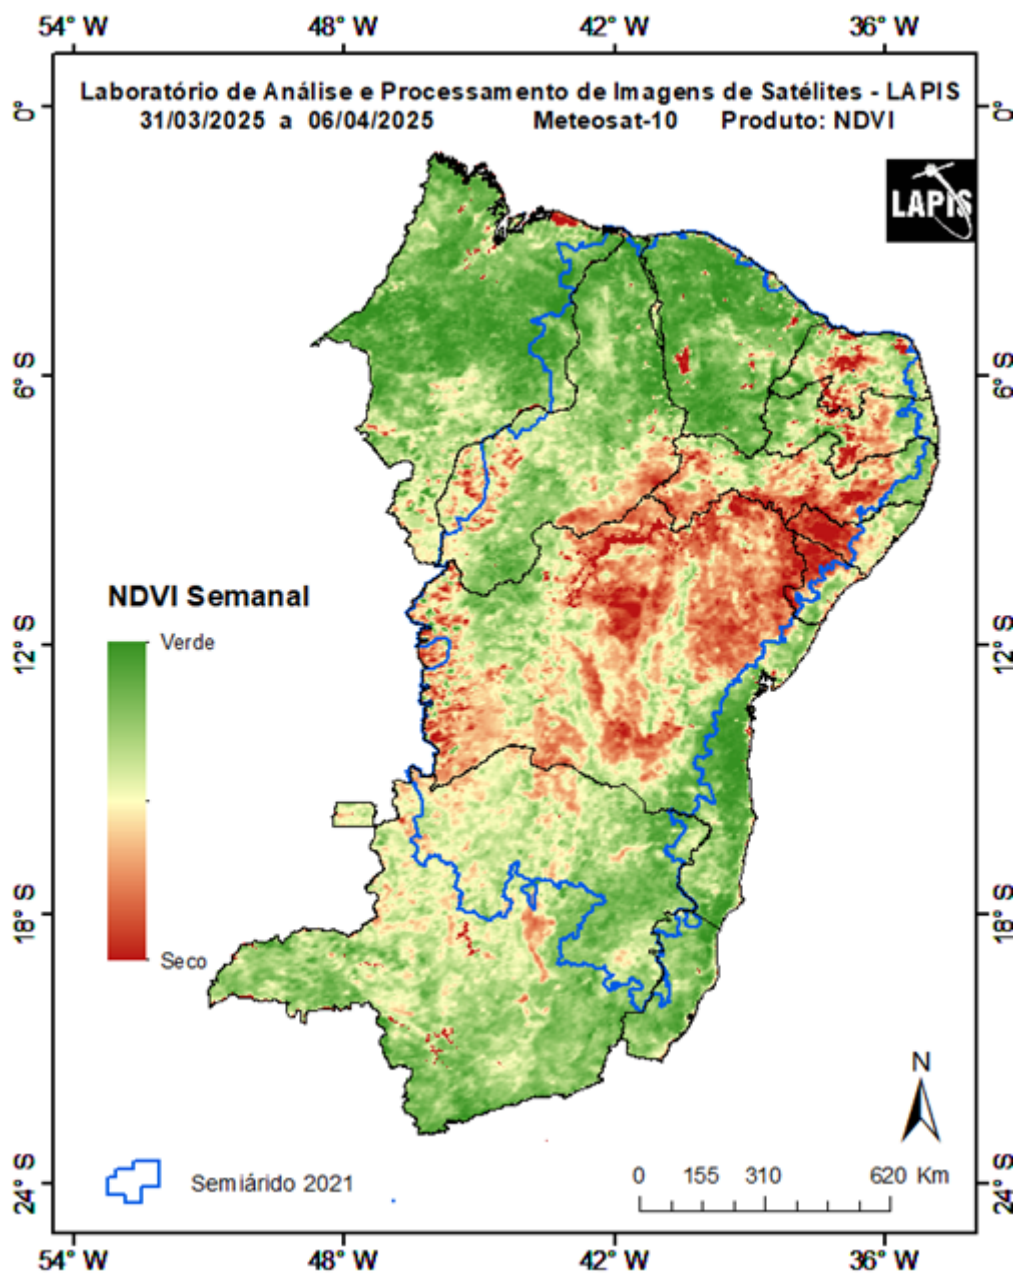 54° W 48° W 42° W 36° W
Laboratório de Análise e Processamento de Imagens de Satélites - LAPIS
31/03/2025 a 06/04/2025 Meteosat-10 Produto: NDVI
0° 0°
LAPIS
6°S 6°S
NDVI Semanal
Verde
12°S 12°S
18°S 18°S
Seco
N
Semiárido 2021
0 155 310 620 Km
24°S 24°S
54° W 48° W 42° W 36° W